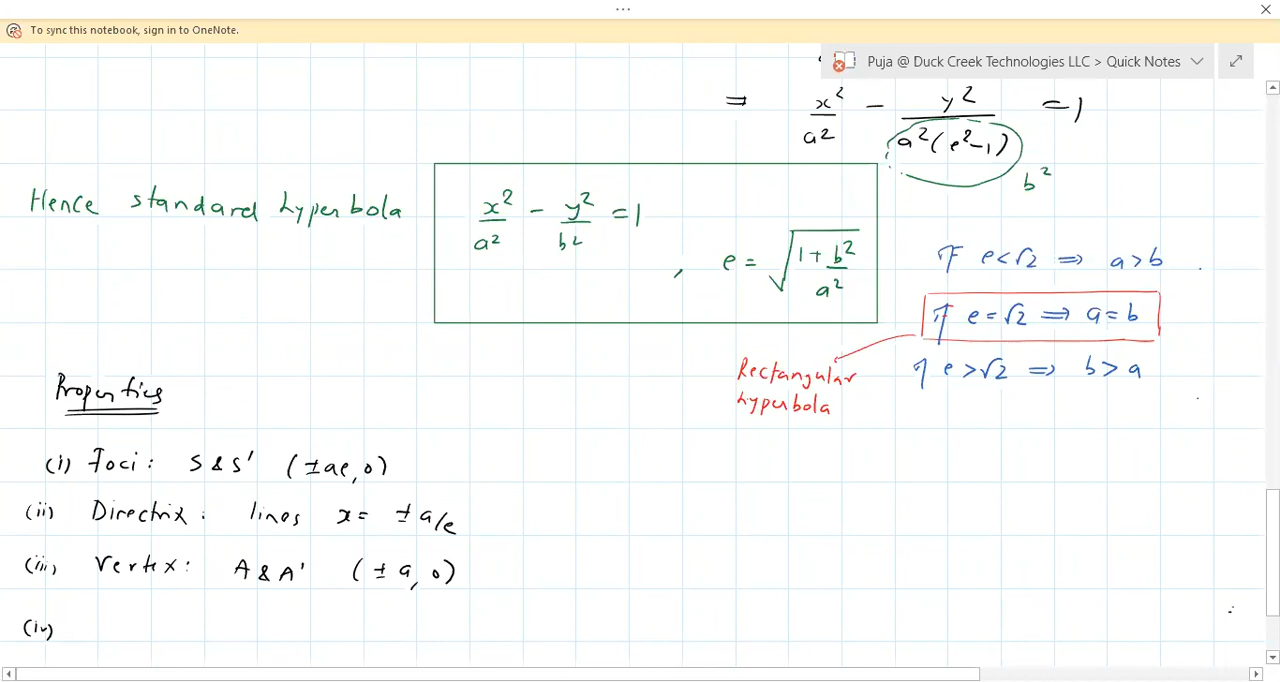 ...
To sync this notebook, sign in to OneNote.
Puja @ Duck Creek Technologies LLC > Quick Notes
= x²/a² - y²/a²(e²-1) = 1
b²
Hence standard hyperbola x²/a² - y²/b² = 1 , e = √(1 + b²/a²)
If e < √2 ⇒ a > b
If e = √2 ⇒ a = b
If e > √2 ⇒ b > a
Rectangular
hyperbola
Properties
(i) Foci : S & S' (±ae, 0)
(ii) Directrix : lines x = ± a/e
(iii) Vertex : A & A' (± a, 0)
(iv)